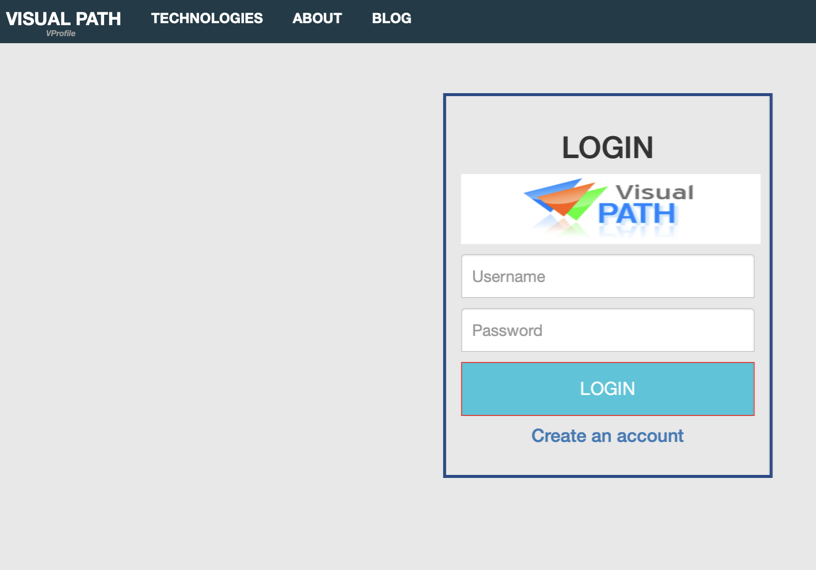 VISUAL PATH TECHNOLOGIES ABOUT BLOG
VProfile
LOGIN
Visual
PATH
Username
Password
LOGIN
Create an account